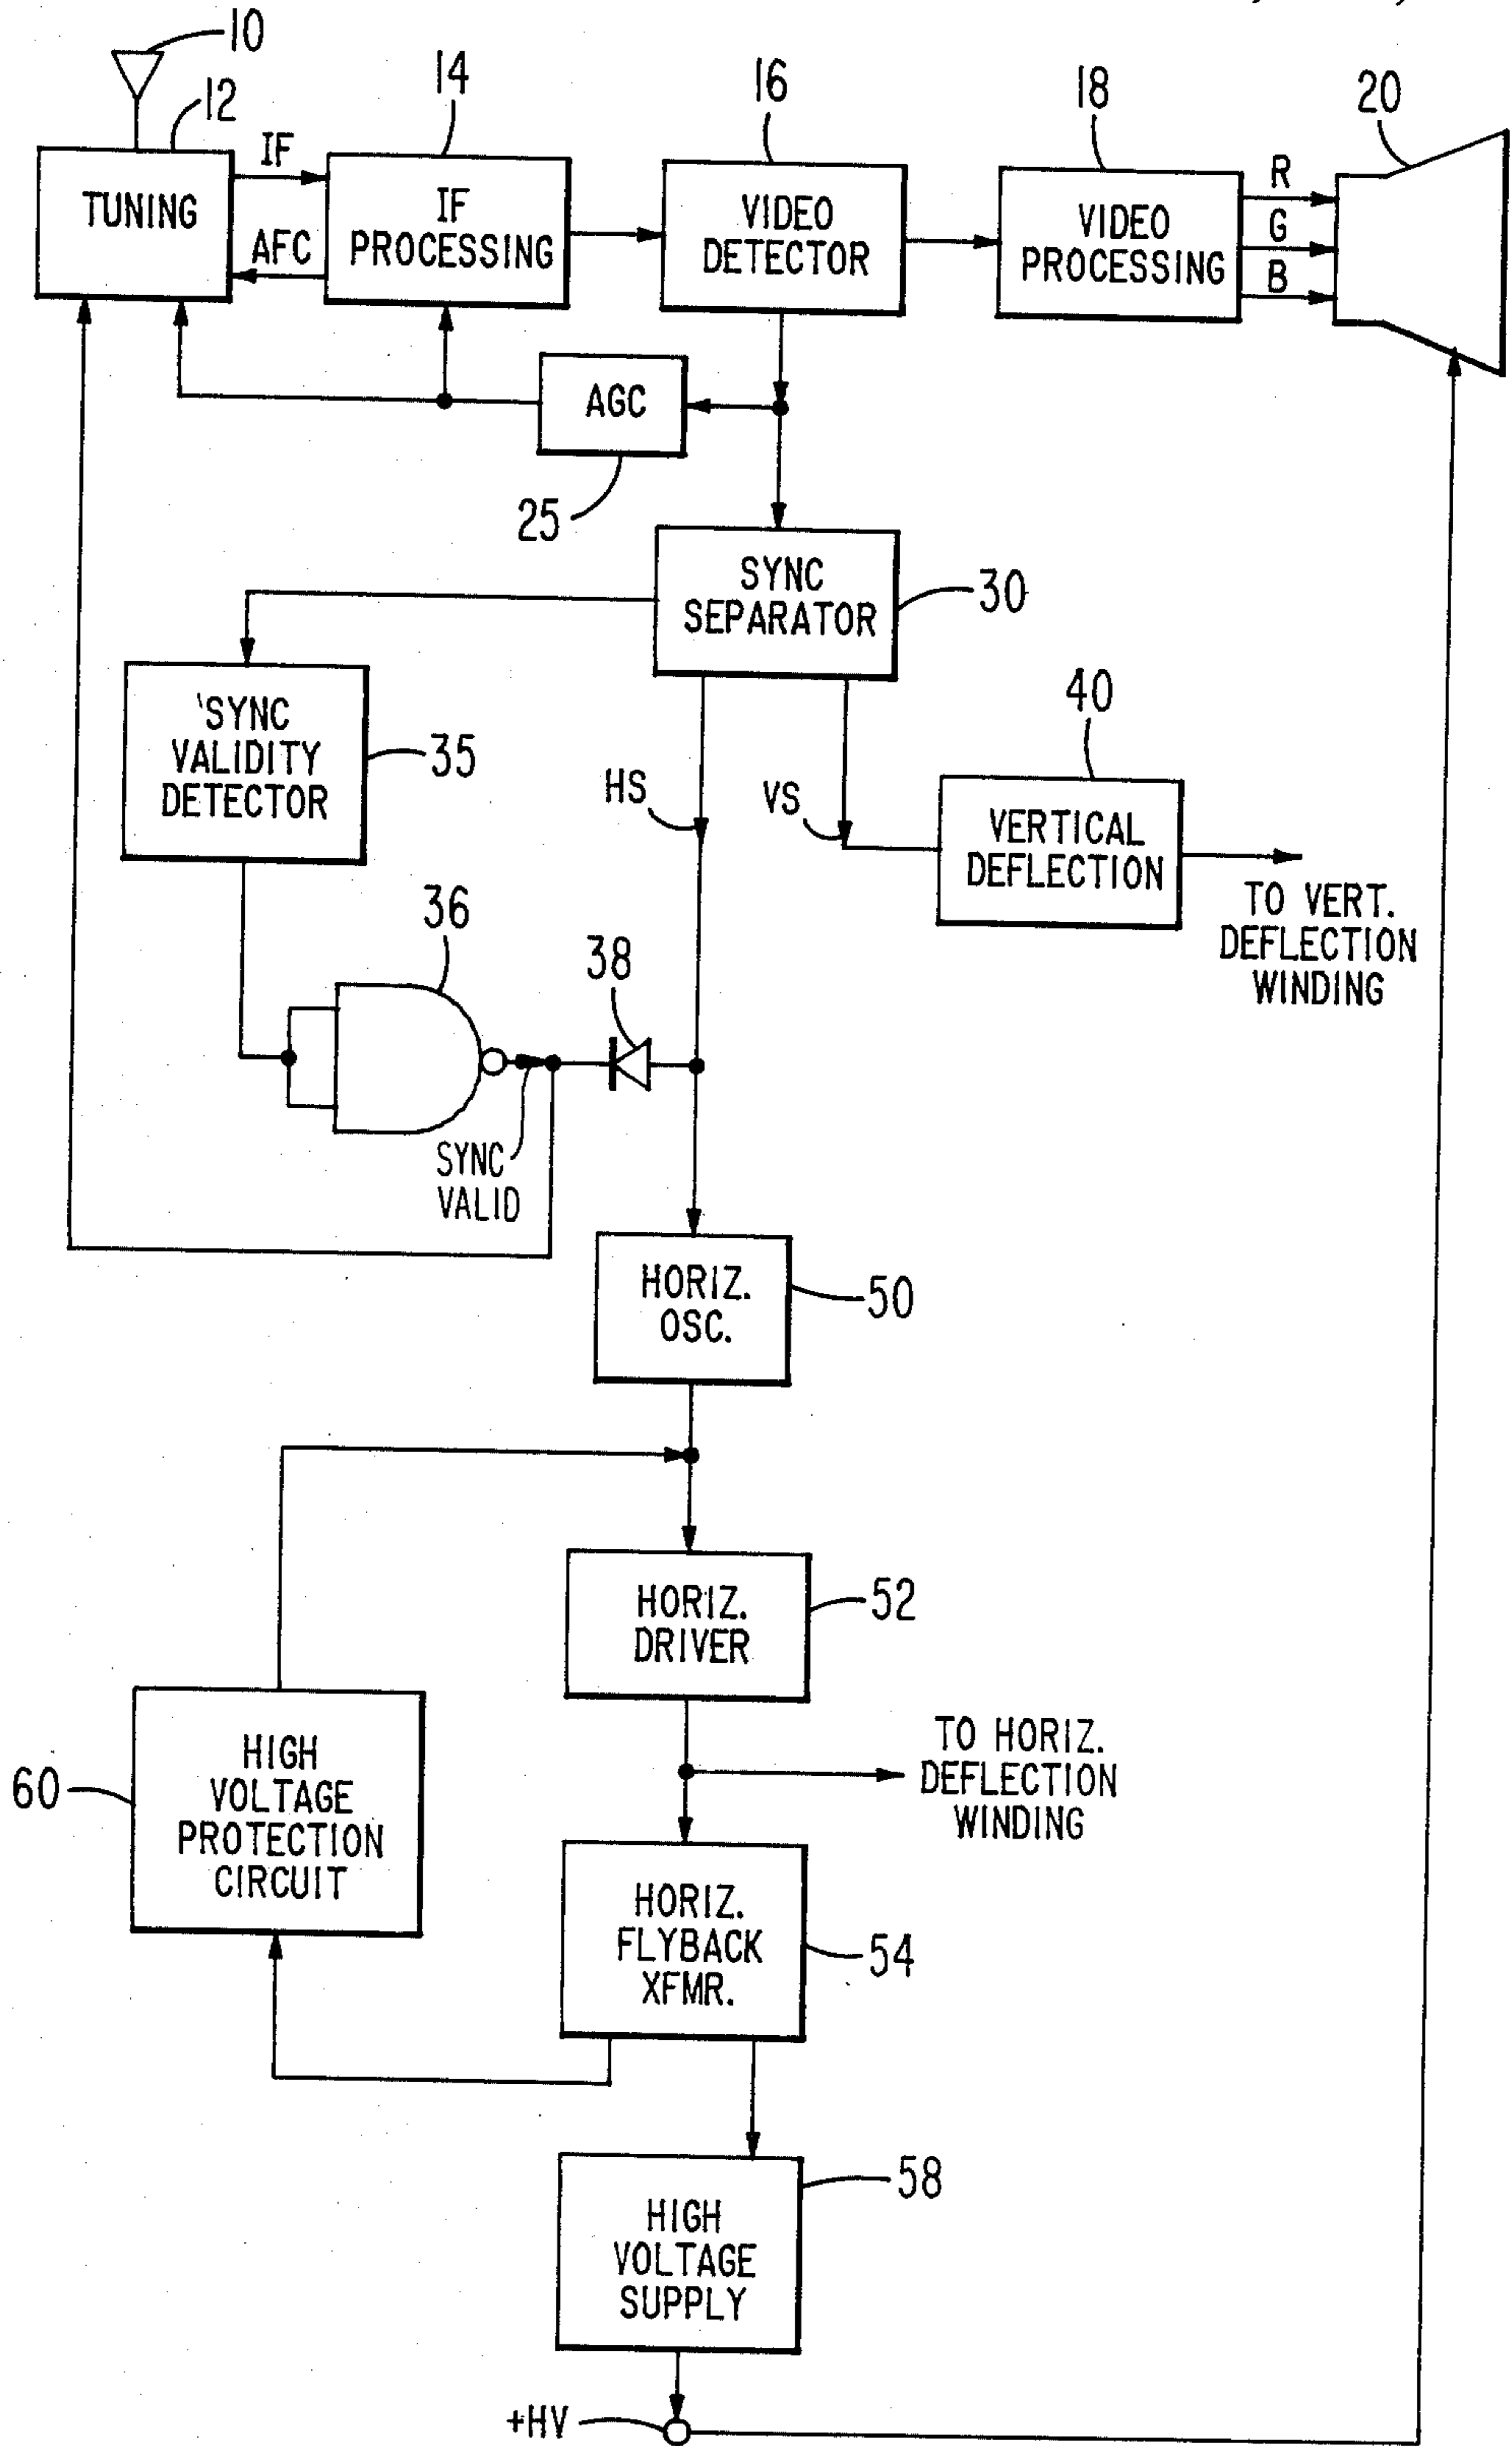 10
12
14
16
18
20
IF
R
TUNING
IF
PROCESSING
VIDEO
DETECTOR
VIDEO
PROCESSING
G
AFC
B
AGC
25
SYNC
SEPARATOR
30
SYNC
VALIDITY
DETECTOR
35
HS
VS
40
VERTICAL
DEFLECTION
TO VERT.
DEFLECTION
WINDING
36
38
SYNC
VALID
HORIZ.
OSC.
50
HORIZ.
DRIVER
52
TO HORIZ.
DEFLECTION
WINDING
60
HIGH
VOLTAGE
PROTECTION
CIRCUIT
HORIZ.
FLYBACK
XFMR.
54
58
HIGH
VOLTAGE
SUPPLY
+HV